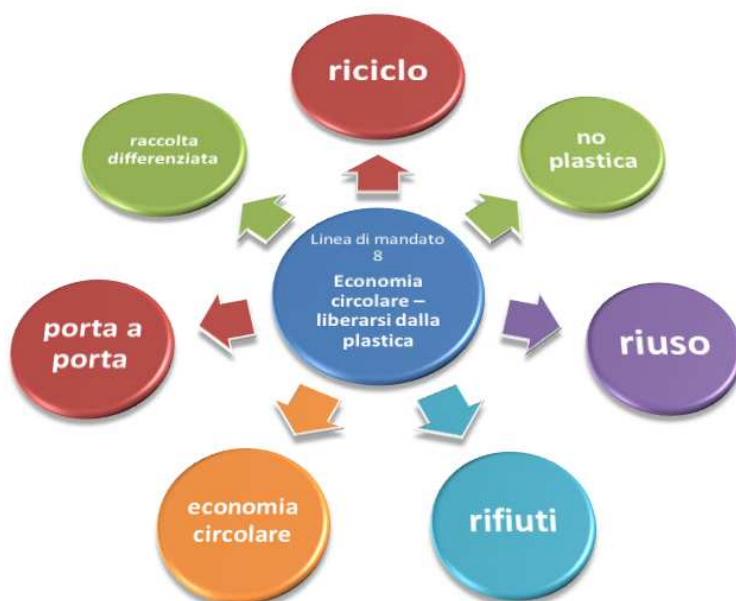 riciclo
raccolta
differenziata
no
plastica
Linea di mandato
8
Economia
circolare –
liberarsi dalla
plastica
porta a
porta
riuso
economia
circolare
rifiuti